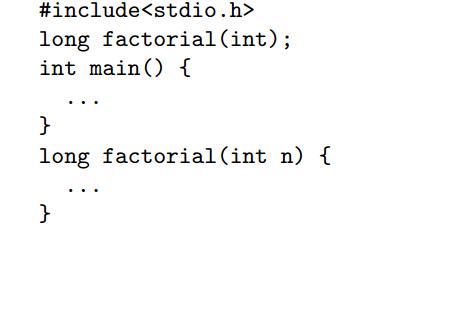 #include<stdio.h>
long factorial(int);
int main() {
  ...
}
long factorial(int n) {
  ...
}